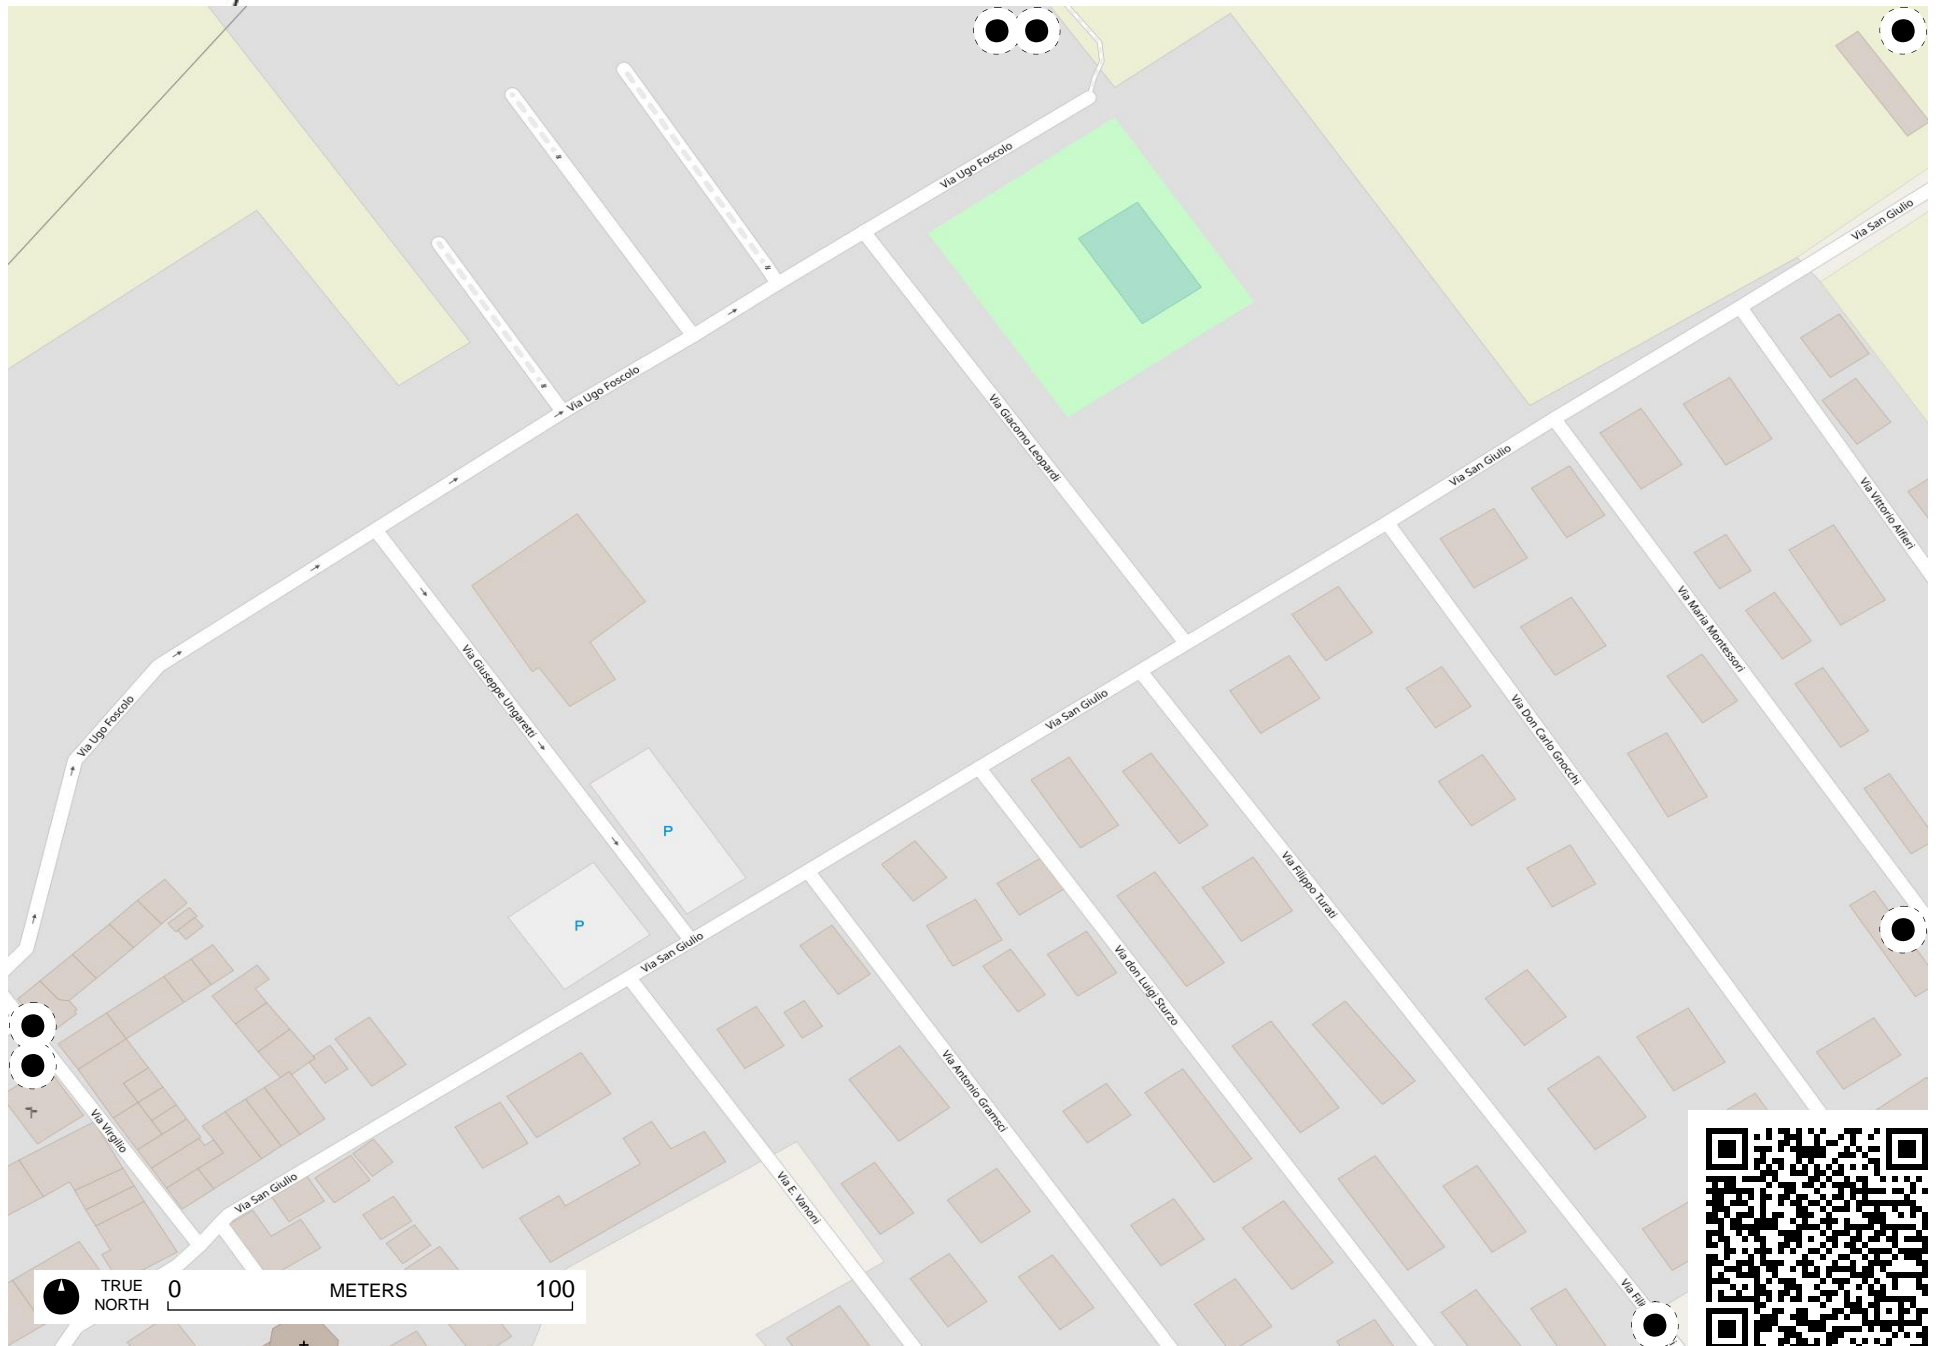 Via Ugo Foscolo
Via San Giulio
Via Ugo Foscolo
Via Giacomo Leopardi
Via San Giulio
Via Vittorio Alfieri
Via Maria Montessori
Via Giuseppe Ungaretti
Via Ugo Foscolo
Via San Giulio
Via Don Carlo Gnocchi
P
P
Via San Giulio
Via Filippo Turati
Via don Luigi Sturzo
Via Antonio Gramsci
Via Virgilio
Via San Giulio
Via E. Vanoni
TRUE
NORTH
0 METERS 100